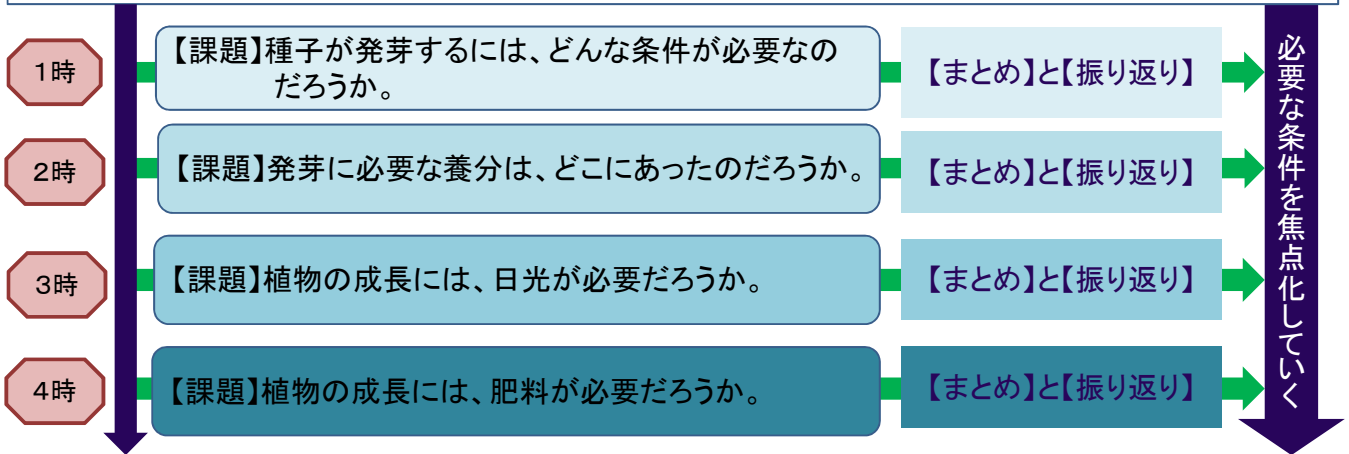 1時
【課題】種子が発芽するには、どんな条件が必要なの
だろうか。
【まとめ】と【振り返り】
2時
【課題】発芽に必要な養分は、どこにあったのだろうか。
【まとめ】と【振り返り】
3時
【課題】植物の成長には、日光が必要だろうか。
【まとめ】と【振り返り】
4時
【課題】植物の成長には、肥料が必要だろうか。
【まとめ】と【振り返り】
必要な条件を焦点化していく